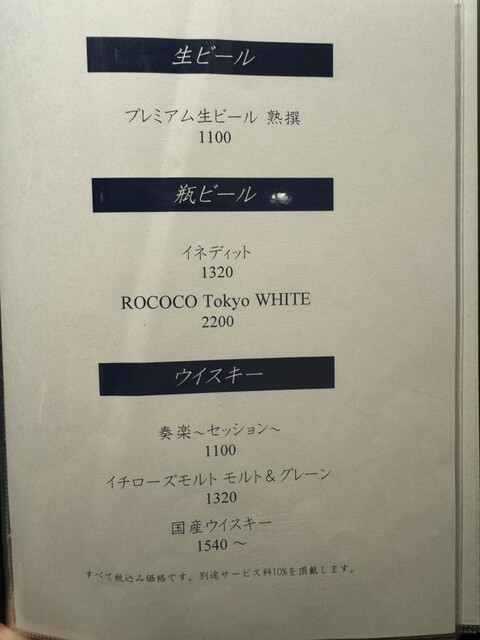 生ビール
プレミアム生ビール 熟撰
1100
瓶ビール
イネディット
1320
ROCOCO Tokyo WHITE
2200
ウイスキー
奏楽～セッション～
1100
イチローズモルト モルト＆グレーン
1320
国産ウイスキー
1540 ～
すべて税込み価格です。別途サービス料10%を頂戴します。